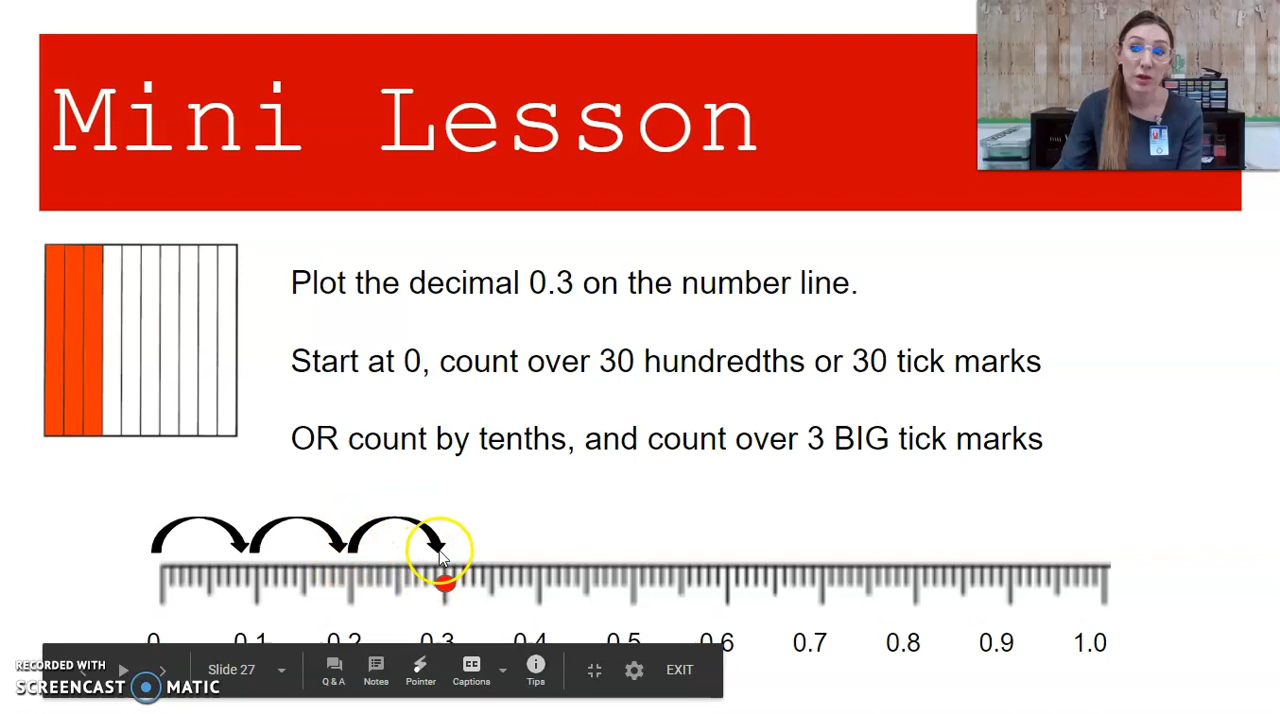 Mini Lesson
Plot the decimal 0.3 on the number line.
Start at 0, count over 30 hundredths or 30 tick marks
OR count by tenths, and count over 3 BIG tick marks
0 0.1 0.2 0.3 0.4 0.5 0.6 0.7 0.8 0.9 1.0
RECORDED WITH
SCREENCAST MATIC
Slide 27
Q & A Notes Pointer Captions Tips EXIT